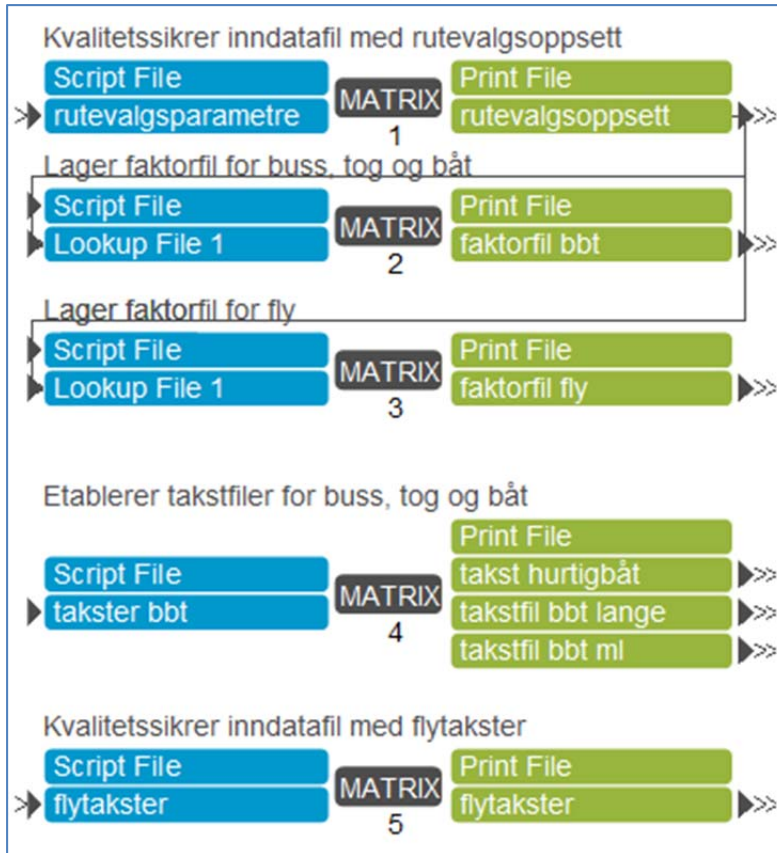 Kvalitetssikrer inndatafil med rutevalgsoppsett
Script File MATRIX Print File
rutevalgsparametre 1 rutevalgsoppsett
Lager faktorfil for buss, tog og båt
Script File MATRIX Print File
Lookup File 1 2 faktorfil bbt
Lager faktorfil for fly
Script File MATRIX Print File
Lookup File 1 3 faktorfil fly
Etablerer takstfiler for buss, tog og båt
Print File
Script File MATRIX takst hurtigbåt
takster bbt 4 takstfil bbt lange
takstfil bbt ml
Kvalitetssikrer inndatafil med flytakster
Script File MATRIX Print File
flytakster 5 flytakster